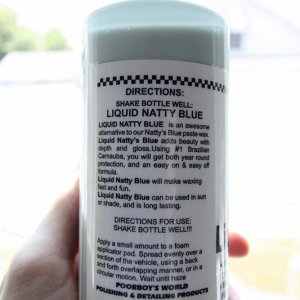 DIRECTIONS:
SHAKE BOTTLE WELL:
LIQUID NATTY BLUE
LIQUID NATTY BLUE is an awesome
alternative to our Natty's Blue paste wax.
Liquid Natty's Blue adds beauty with
depth and gloss.Using #1 Brazilian
Carnauba, you will get both year round
protection, and an easy on & easy off
formula.
Liquid Natty's Blue will make waxing
fast and fun.
Liquid Natty Blue can be used in sun
or shade, and is long lasting.
DIRECTIONS FOR USE:
SHAKE BOTTLE WELL!!!
Apply a small amount to a foam
applicator pad. Spread evenly over a
section of the vehicle, using a back
and forth overlapping manner, or in a
circular motion. Wait until haze
POORBOY'S WORLD
POLISHING & DETAILING PRODUCTS